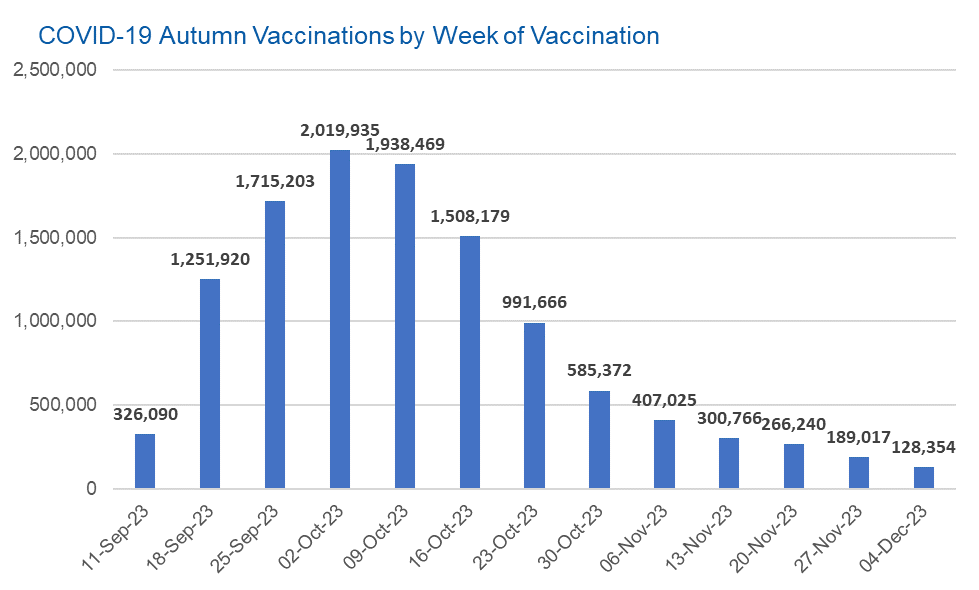 COVID-19 Autumn Vaccinations by Week of Vaccination
2,500,000
2,000,000
1,500,000
1,000,000
500,000
0
326,090
1,251,920
1,715,203
2,019,935
1,938,469
1,508,179
991,666
585,372
407,025
300,766
266,240
189,017
128,354
11-Sep-23
18-Sep-23
25-Sep-23
02-Oct-23
09-Oct-23
16-Oct-23
23-Oct-23
30-Oct-23
06-Nov-23
13-Nov-23
20-Nov-23
27-Nov-23
04-Dec-23